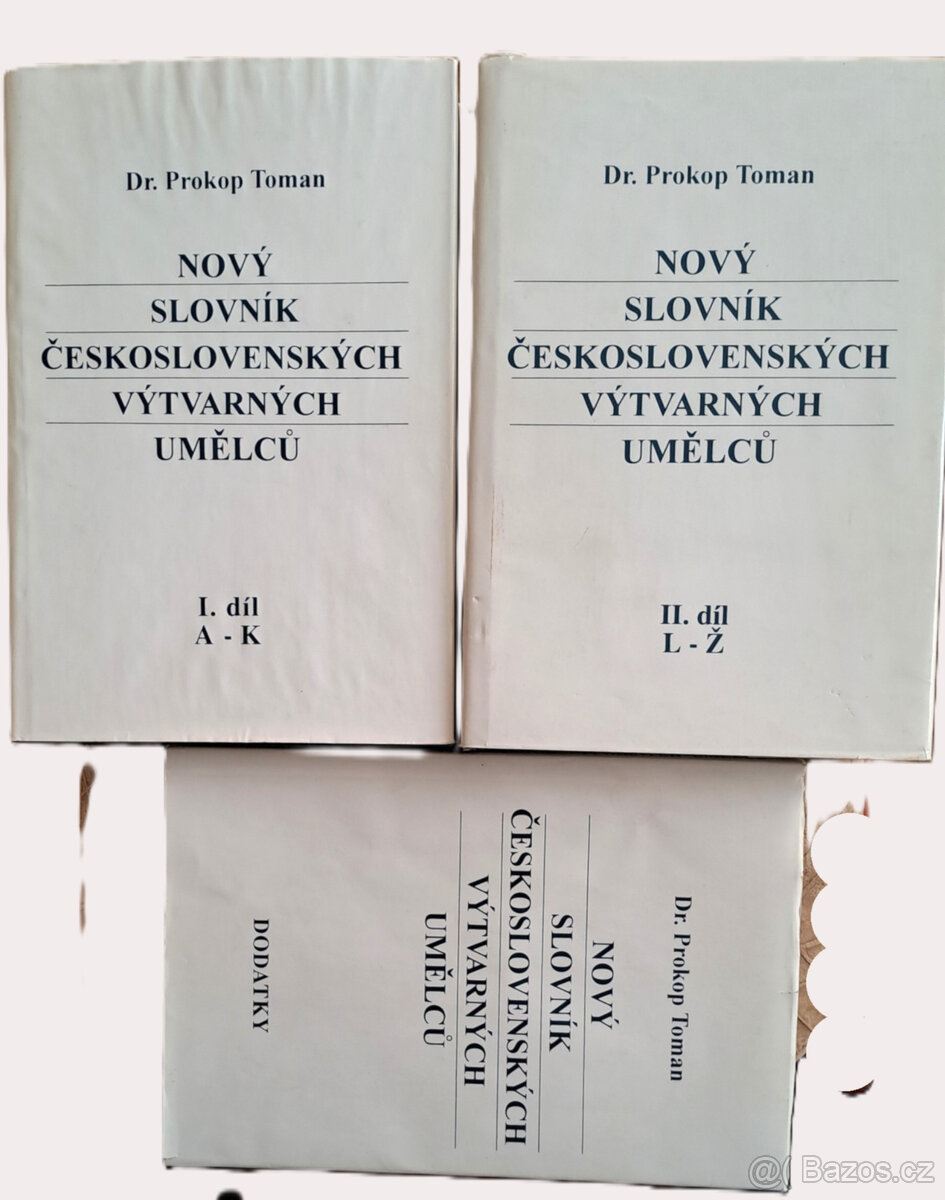 Dr. Prokop Toman
NOVÝ
SLOVNÍK
ČESKOSLOVENSKÝCH
VÝTVARNÝCH
UMĚLCŮ
I. díl
A - K
Dr. Prokop Toman
NOVÝ
SLOVNÍK
ČESKOSLOVENSKÝCH
VÝTVARNÝCH
UMĚLCŮ
II. díl
L - Ž
Dr. Prokop Toman
NOVÝ
SLOVNÍK
ČESKOSLOVENSKÝCH
VÝTVARNÝCH
UMĚLCŮ
DODATKY
@( Bazos.cz